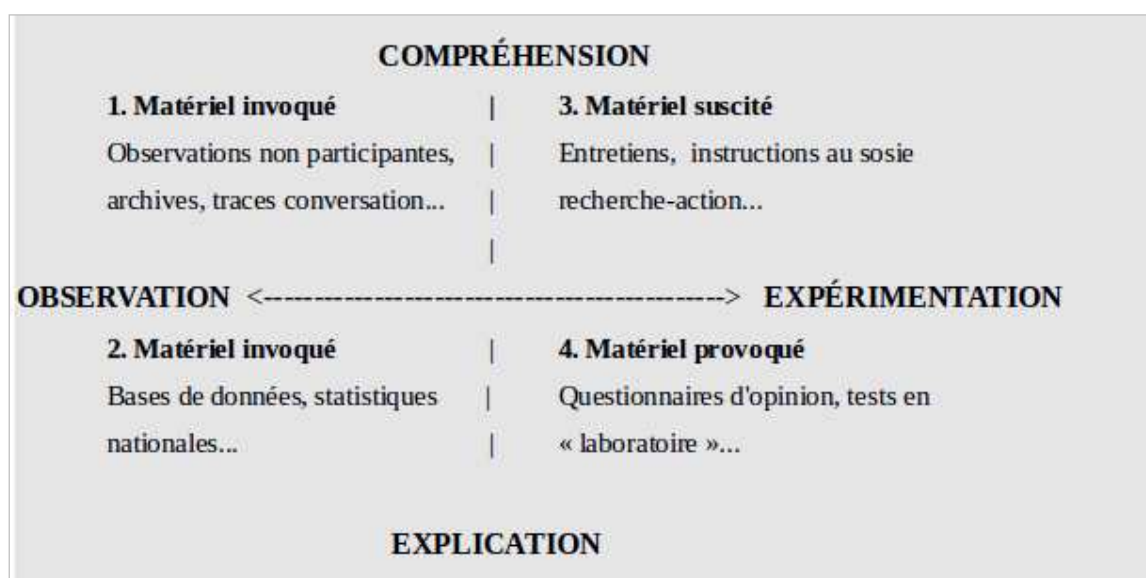 COMPRÉHENSION
1. Matériel invoqué | 3. Matériel suscité
Observations non participantes, | Entretiens, instructions au sosie
archives, traces conversation... | recherche-action...
|
OBSERVATION <----------------------------------------------> EXPÉRIMENTATION
2. Matériel invoqué | 4. Matériel provoqué
Bases de données, statistiques | Questionnaires d'opinion, tests en
nationales... | « laboratoire »...
EXPLICATION